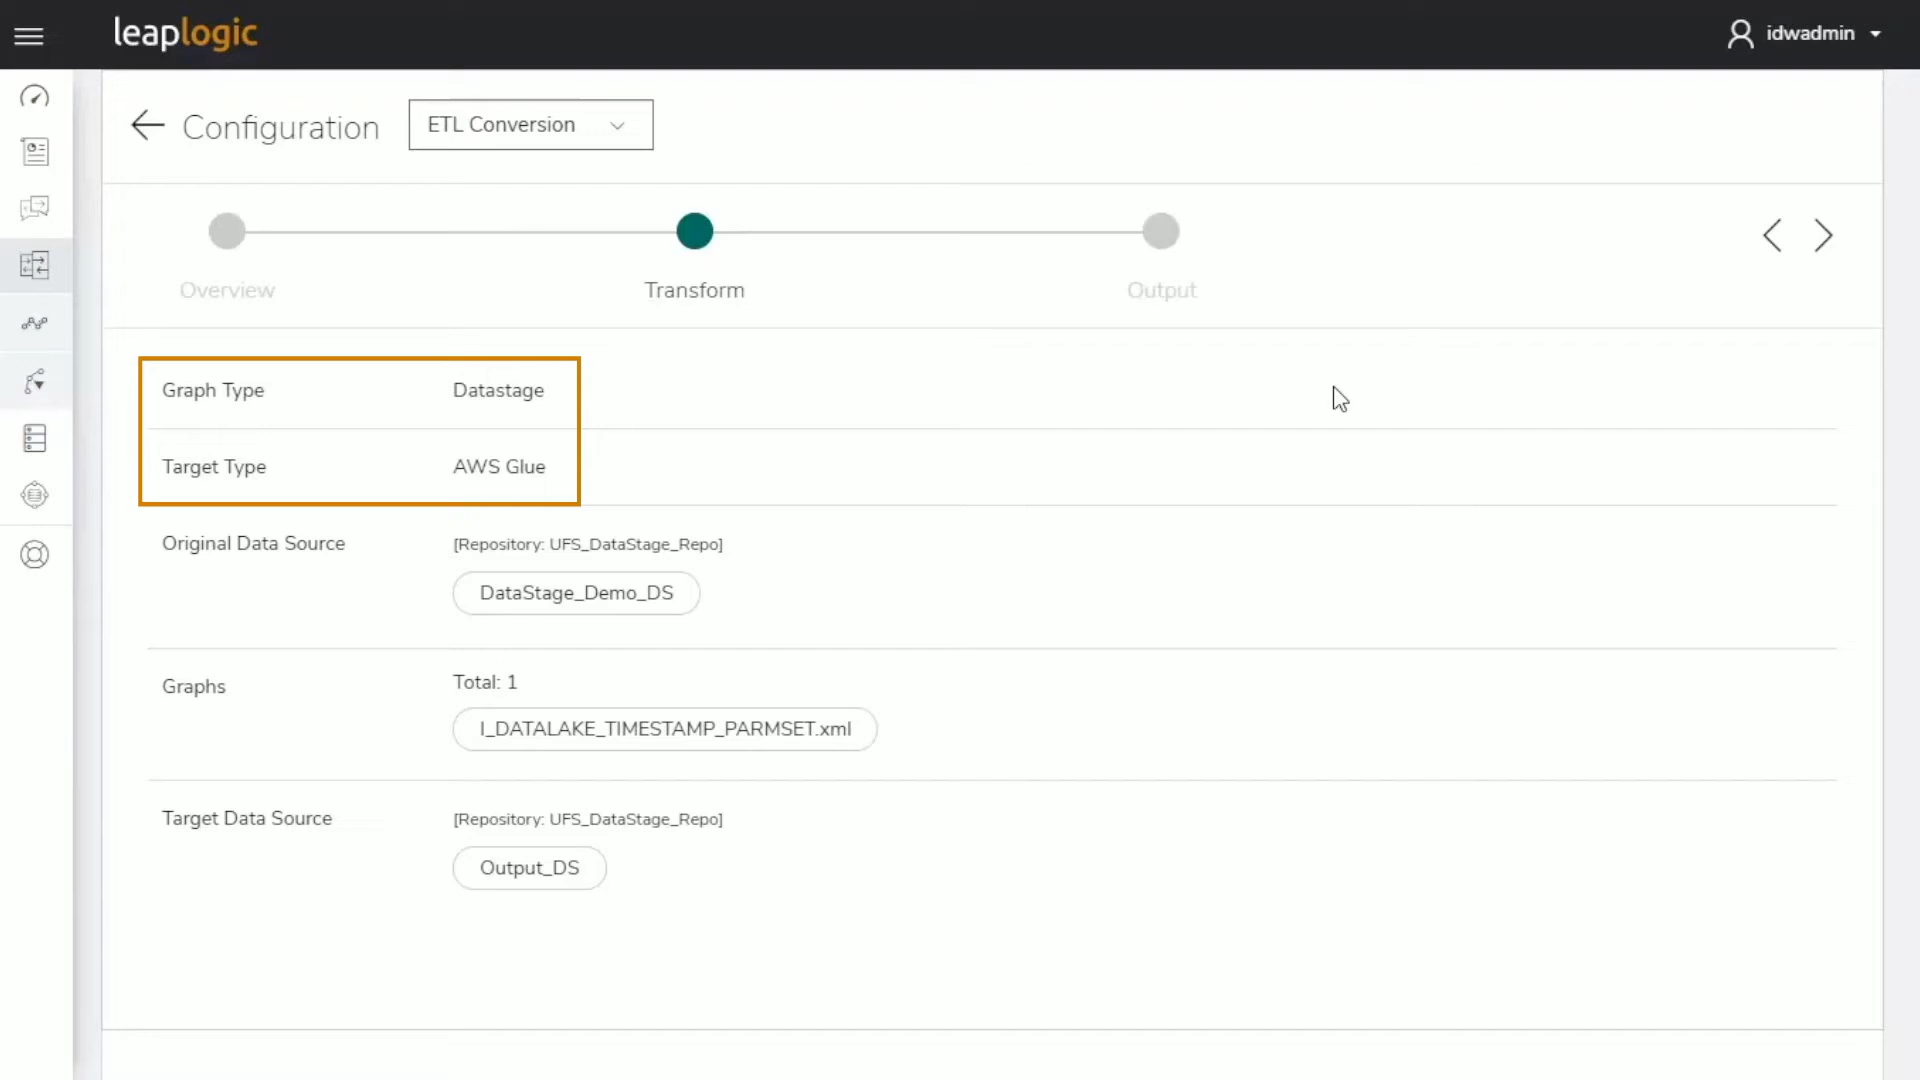 leaplogic
idwadmin
Configuration
ETL Conversion
Overview
Transform
Output
Graph Type Datastage
Target Type AWS Glue
Original Data Source [Repository: UFS_DataStage_Repo]
DataStage_Demo_DS
Graphs Total: 1
I_DATALAKE_TIMESTAMP_PARMSET.xml
Target Data Source [Repository: UFS_DataStage_Repo]
Output_DS